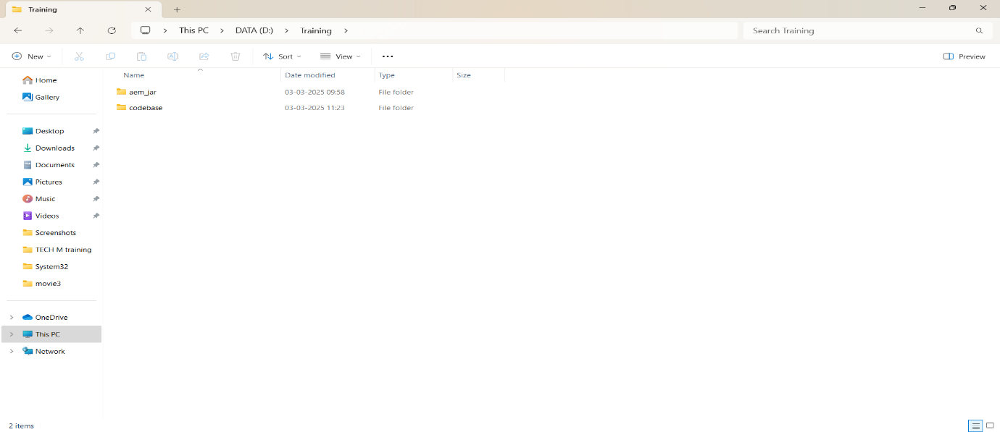 Training
This PC DATA (D:) Training
Search Training
New Sort View Preview
Name Date modified Type Size
aem_jar 03-03-2025 09:58 File folder
codebase 03-03-2025 11:23 File folder
Home
Gallery
Desktop
Downloads
Documents
Pictures
Music
Videos
Screenshots
TECH M training
System32
movie3
OneDrive
This PC
Network
2 items